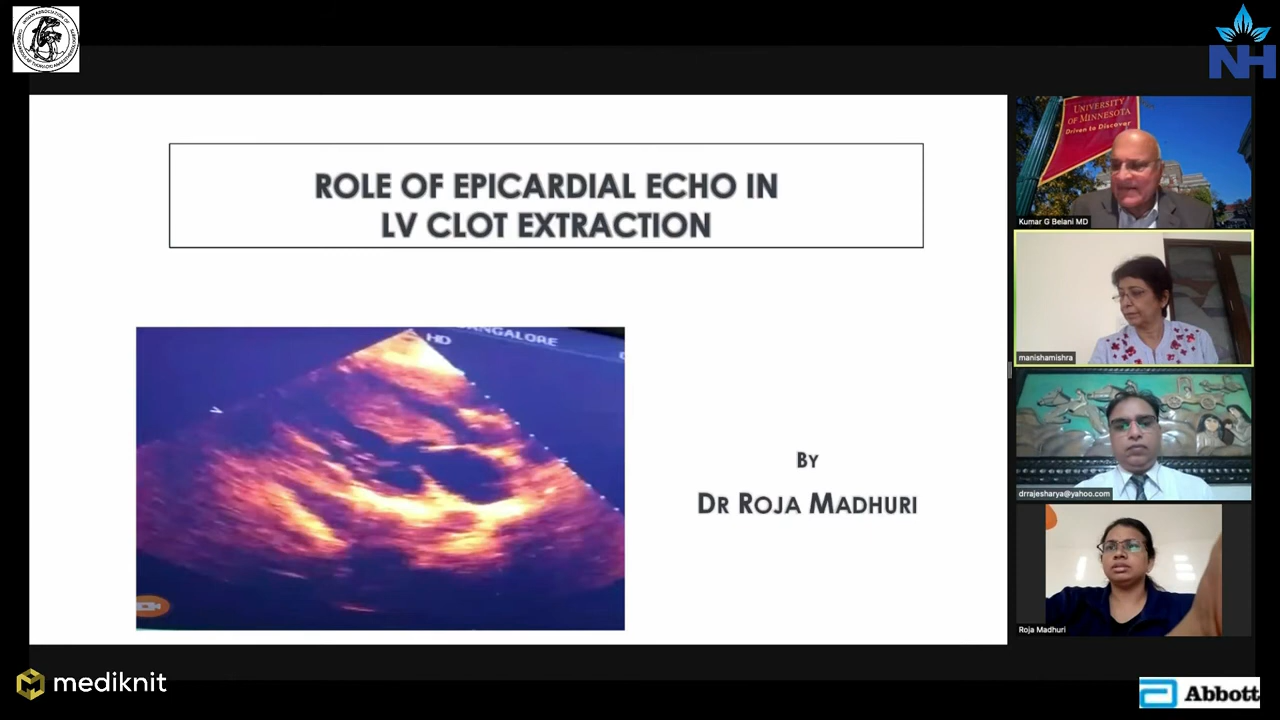 NH
ROLE OF EPICARDIAL ECHO IN
LV CLOT EXTRACTION
HD
BY
DR ROJA MADHURI
UNIVERSITY
OF MINNESOTA
Driven to Discover
Kumar G Belani MD
manishamishra
drrajesharya@yahoo.com
Roja Madhuri
mediknit
Abbott